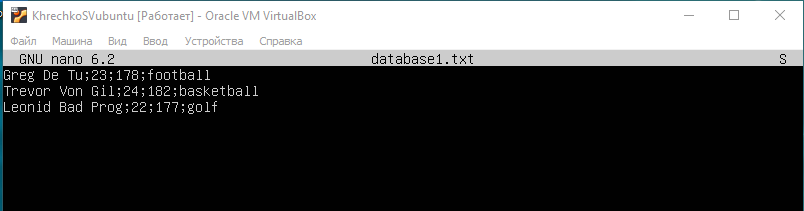 KhrechkoSVubuntu [Работает] - Oracle VM VirtualBox
Файл Машина Вид Ввод Устройства Справка
GNU nano 6.2 database1.txt S
Greg De Tu;23;178;football
Trevor Von Gil;24;182;basketball
Leonid Bad Prog;22;177;golf